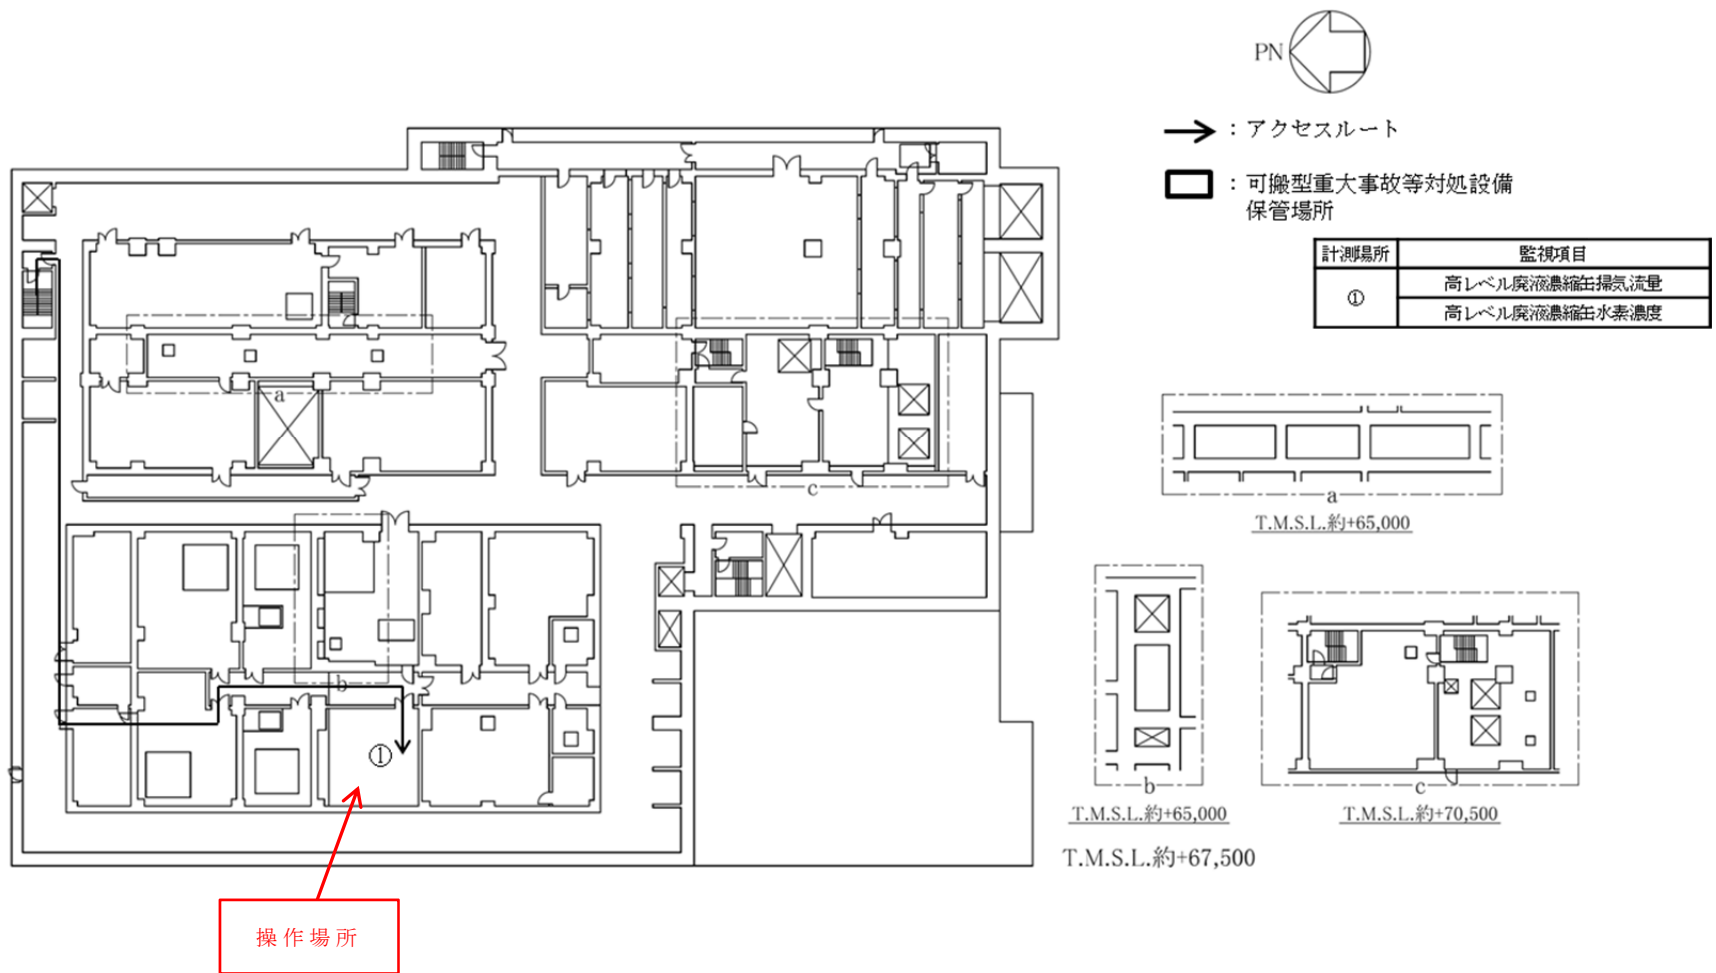 PN
：アクセスルート
：可搬型重大事故等対処設備
保管場所
計測場所 監視項目
① 高レベル廃液濃縮缶掃気流量
高レベル廃液濃縮缶水素濃度
a
c
b
①
操作場所
a
T.M.S.L.約+65,000
b
T.M.S.L.約+65,000
c
T.M.S.L.約+70,500
T.M.S.L.約+67,500